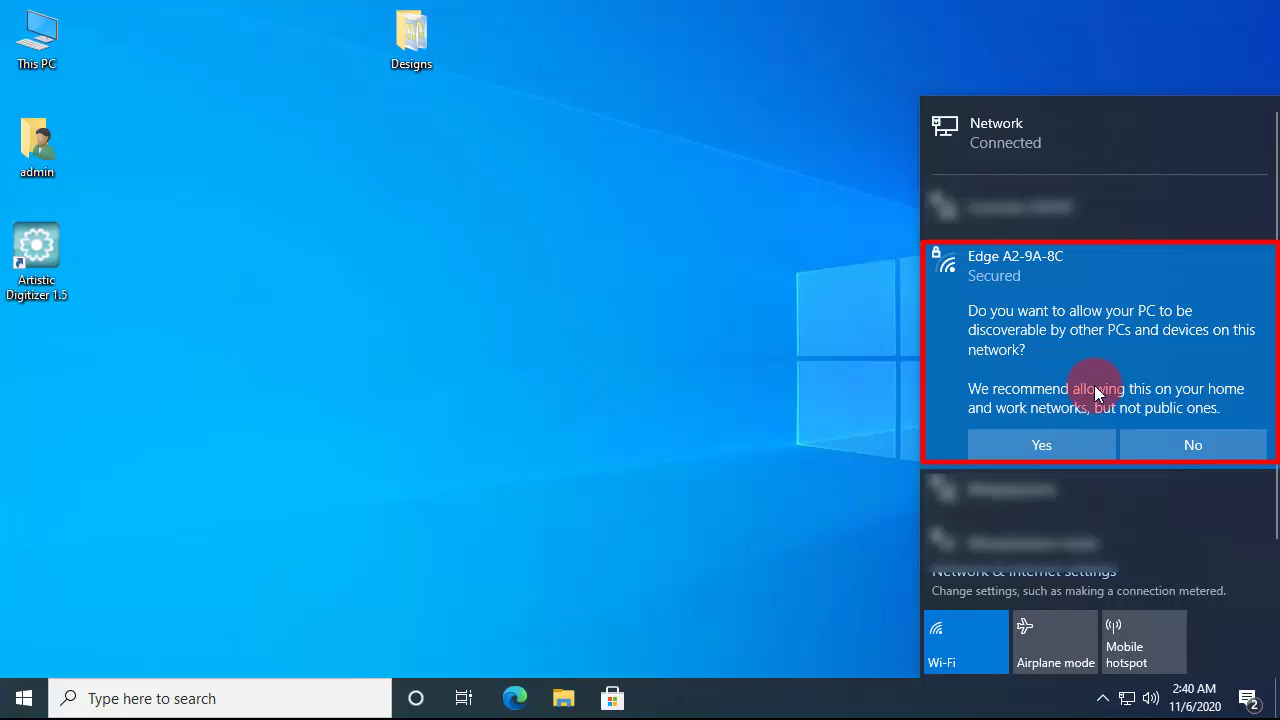 This PC
Designs
admin
Artistic
Digitizer 1.5
Network
Connected
Edge A2-9A-8C
Secured
Do you want to allow your PC to be
discoverable by other PCs and devices on this
network?
We recommend allowing this on your home
and work networks, but not public ones.
Yes
No
Network & Internet settings
Change settings, such as making a connection metered.
Wi-Fi
Airplane mode
Mobile
hotspot
Type here to search
2:40 AM
11/6/2020
2